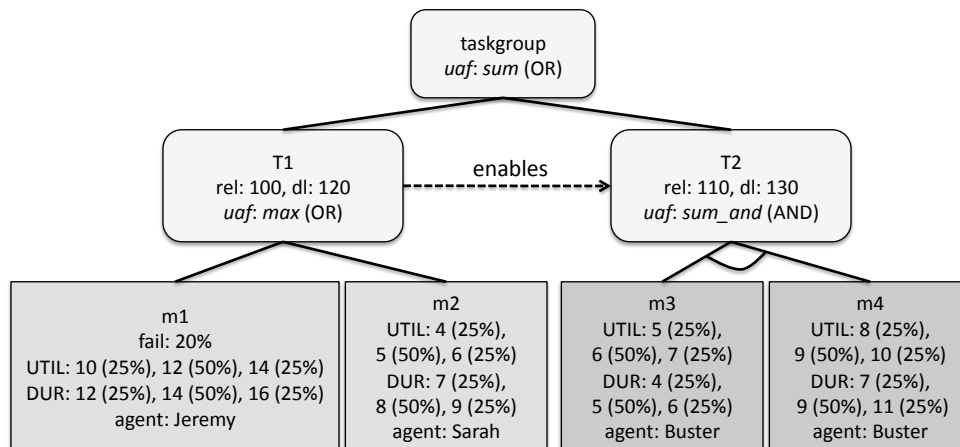 taskgroup
uaf: sum (OR)
T1
rel: 100, dl: 120
uaf: max (OR)
enables
T2
rel: 110, dl: 130
uaf: sum_and (AND)
m1
fail: 20%
UTIL: 10 (25%), 12 (50%), 14 (25%)
DUR: 12 (25%), 14 (50%), 16 (25%)
agent: Jeremy
m2
UTIL: 4 (25%),
5 (50%), 6 (25%)
DUR: 7 (25%),
8 (50%), 9 (25%)
agent: Sarah
m3
UTIL: 5 (25%),
6 (50%), 7 (25%)
DUR: 4 (25%),
5 (50%), 6 (25%)
agent: Buster
m4
UTIL: 8 (25%),
9 (50%), 10 (25%)
DUR: 7 (25%),
9 (50%), 11 (25%)
agent: Buster